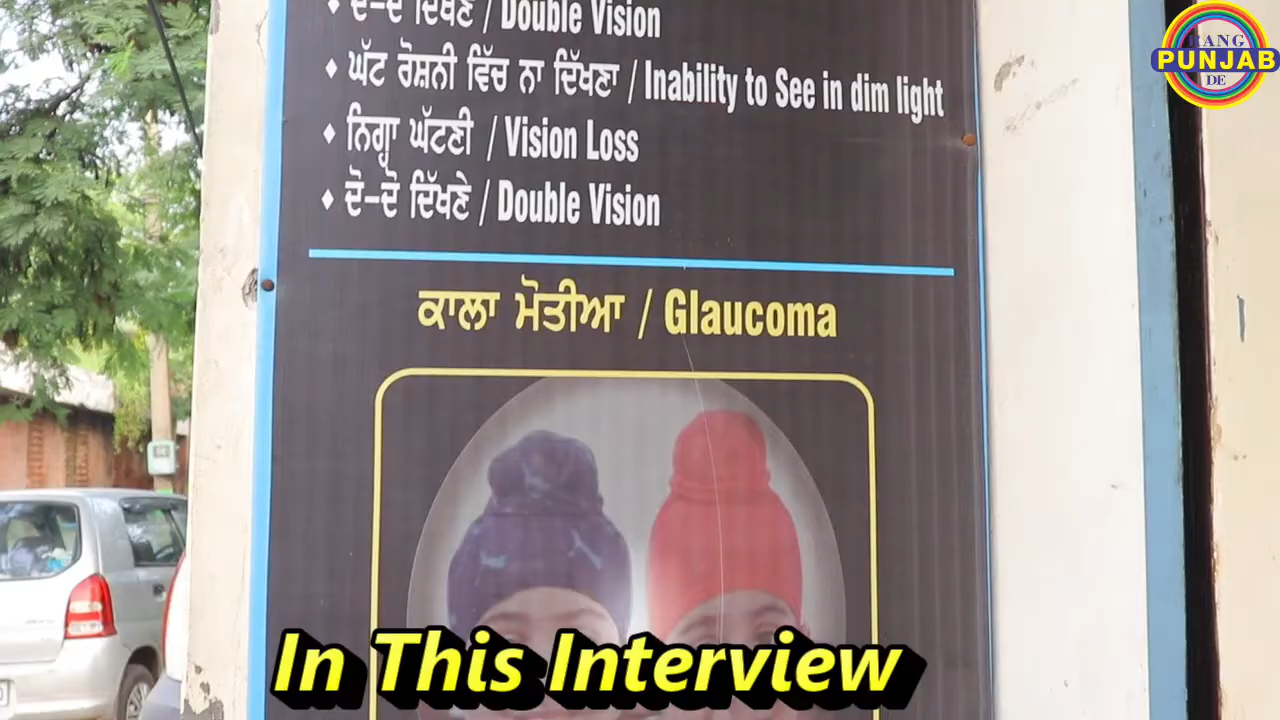 ♦ ਦੋ-ਦੋ ਦਿੱਖਣੇ / Double Vision
♦ ਘੱਟ ਰੋਸ਼ਨੀ ਵਿੱਚ ਨਾ ਦਿੱਖਣਾ / Inability to See in dim light
♦ ਨਿਗ੍ਹਾ ਘੱਟਣੀ / Vision Loss
♦ ਦੋ-ਦੋ ਦਿੱਖਣੇ / Double Vision
ਕਾਲਾ ਮੋਤੀਆ / Glaucoma
In This Interview
RANG
PUNJAB
DE